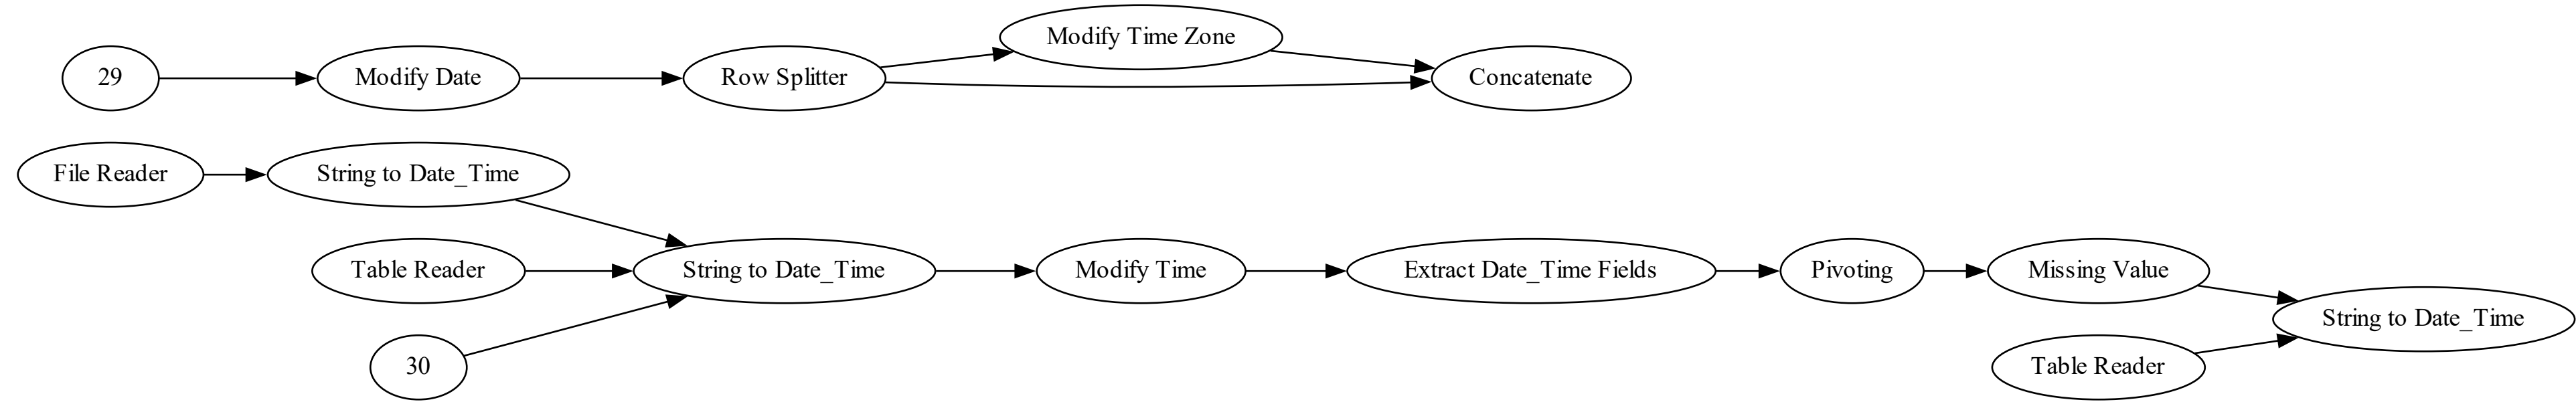 29
Modify Date
Row Splitter
Modify Time Zone
Concatenate
File Reader
String to Date_Time
Table Reader
String to Date_Time
Modify Time
Extract Date_Time Fields
Pivoting
Missing Value
30
Table Reader
String to Date_Time